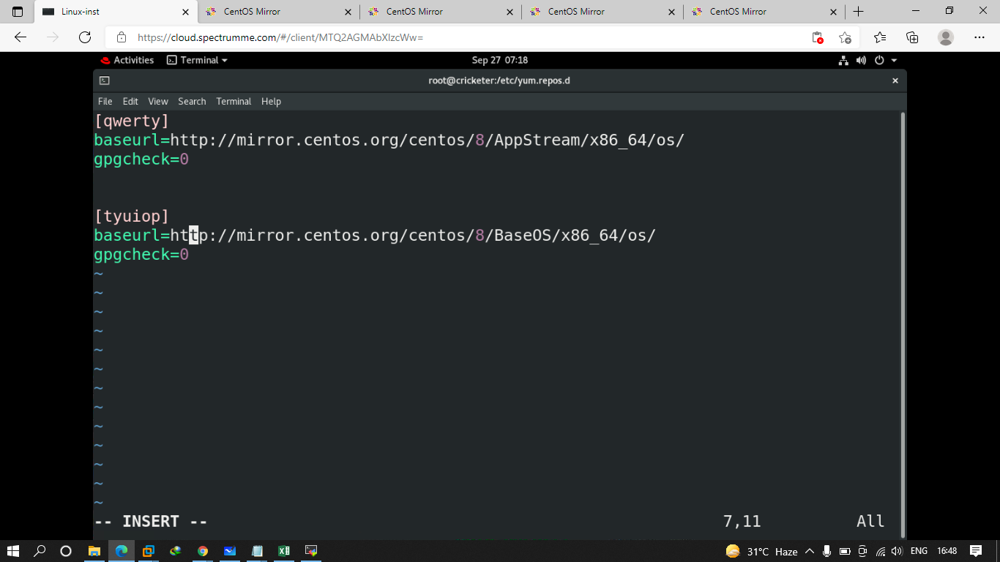 Linux-inst
CentOS Mirror
CentOS Mirror
CentOS Mirror
CentOS Mirror
https://cloud.spectrumme.com/#/client/MTQ2AGMAbXlzcWw=
Activities Terminal Sep 27 07:18
root@cricketer:/etc/yum.repos.d
File Edit View Search Terminal Help
[qwerty]
baseurl=http://mirror.centos.org/centos/8/AppStream/x86_64/os/
gpgcheck=0
[tyuiop]
baseurl=http://mirror.centos.org/centos/8/BaseOS/x86_64/os/
gpgcheck=0
~
~
~
~
~
~
~
~
~
~
~
~
~
-- INSERT -- 7,11 All
31°C Haze ENG 16:48